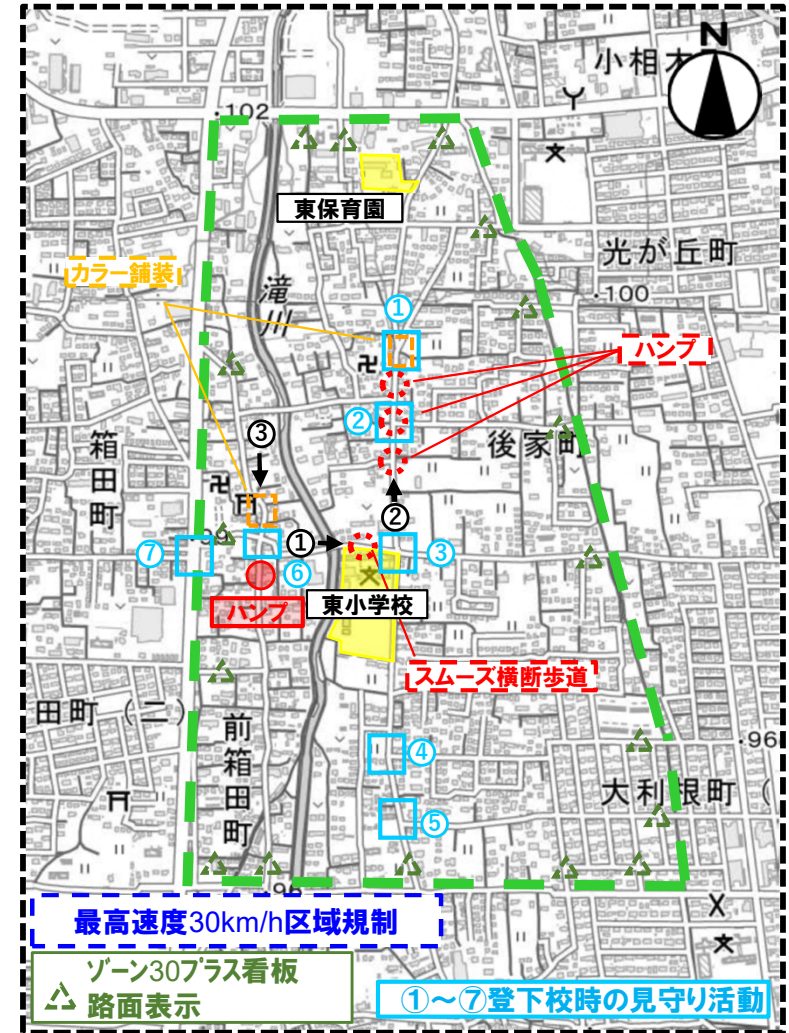 N
小相木
・102
東保育園
光が丘町
カラー舗装
滝川
①
・100
ハンプ
②
後家町
③
箱田町
②
99
①
③
⑦
⑥
東小学校
ハンプ
スムーズ横断歩道
田町(二)
前箱田町
④
・96
大利根町(
⑤
96
最高速度30km/h区域規制
ゾーン30プラス看板
路面表示
①～⑦登下校時の見守り活動